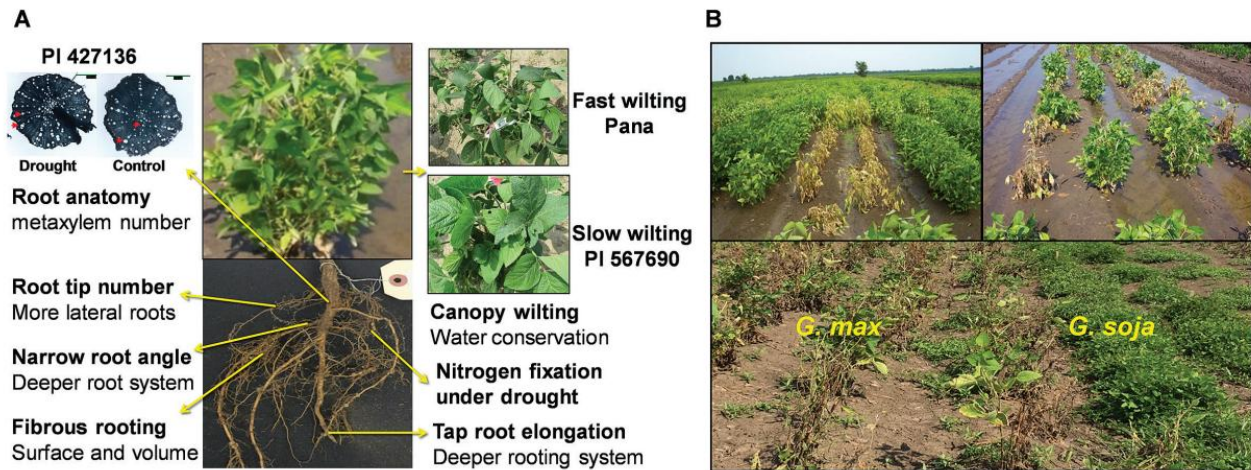 A
PI 427136
Drought
Control
Root anatomy
metaxylem number
Root tip number
More lateral roots
Narrow root angle
Deeper root system
Fibrous rooting
Surface and volume
Fast wilting
Pana
Slow wilting
PI 567690
Canopy wilting
Water conservation
Nitrogen fixation
under drought
Tap root elongation
Deeper rooting system
B
G. max
G. soja